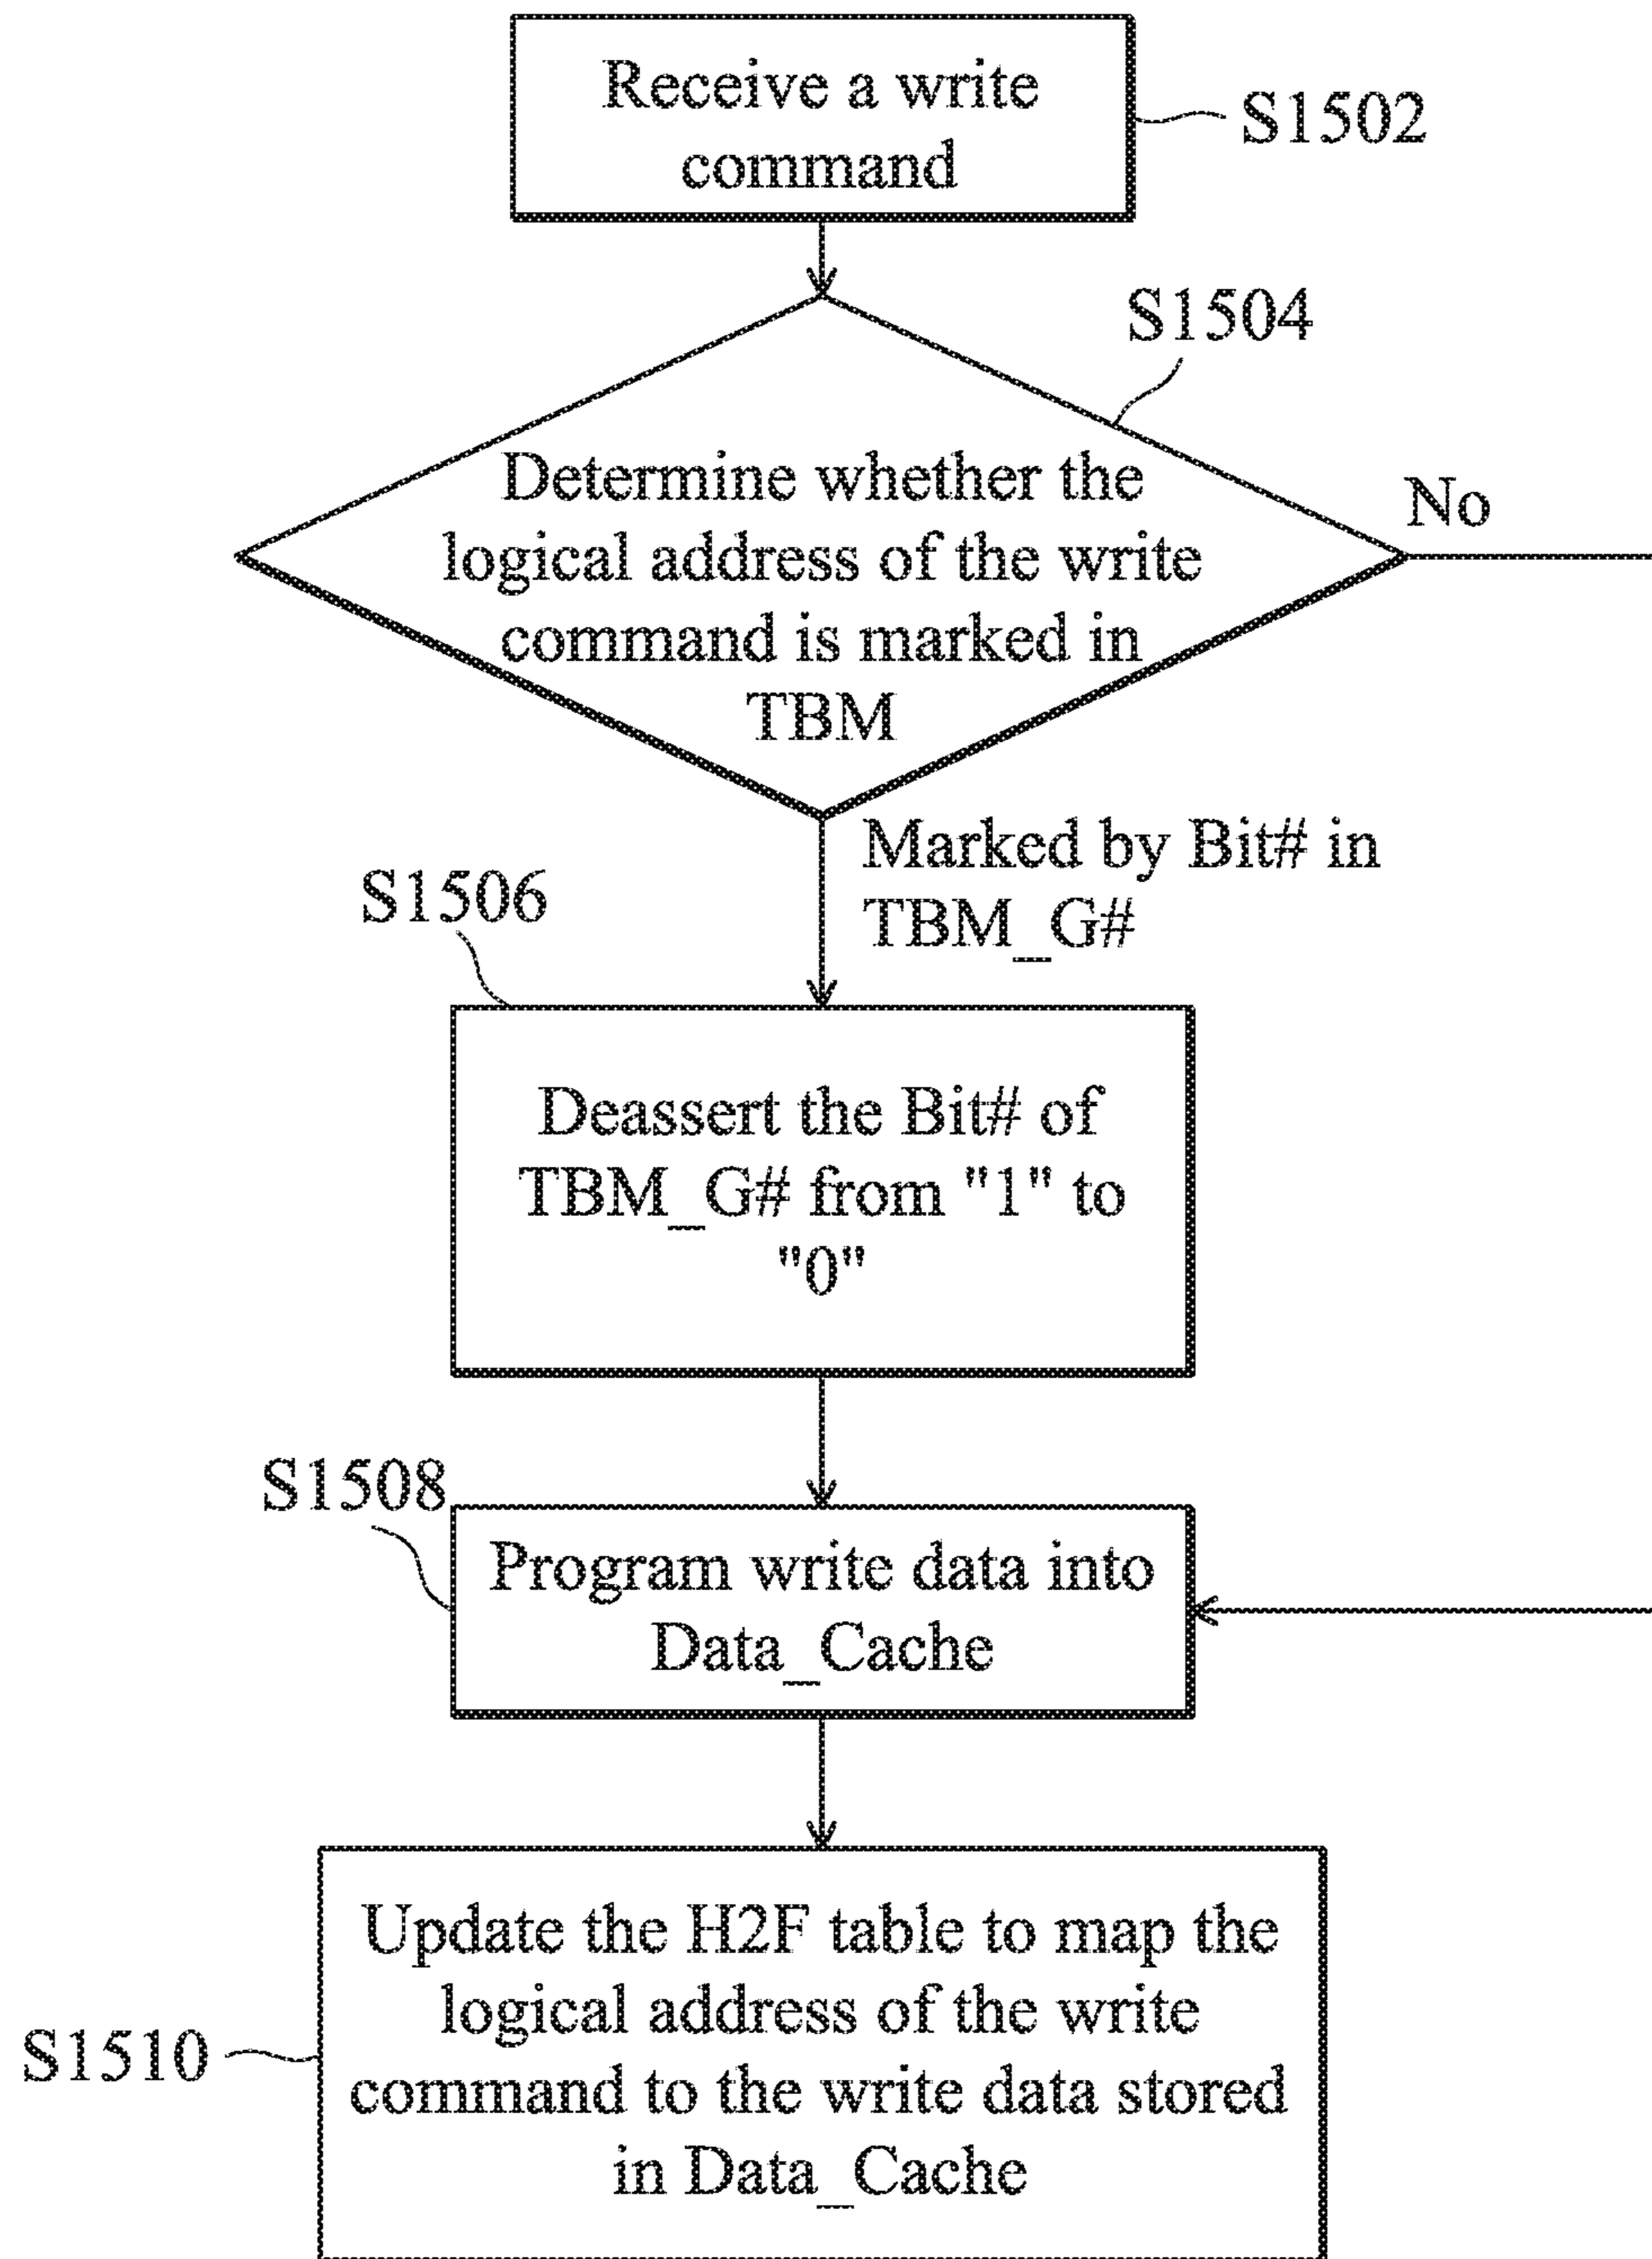 Receive a write
command
S1502
S1504
Determine whether the
logical address of the write
command is marked in
TBM
No
Marked by Bit# in
TBM_G#
S1506
Deassert the Bit# of
TBM_G# from "1" to
"0"
S1508
Program write data into
Data_Cache
Update the H2F table to map the
logical address of the write
command to the write data stored
in Data_Cache
S1510